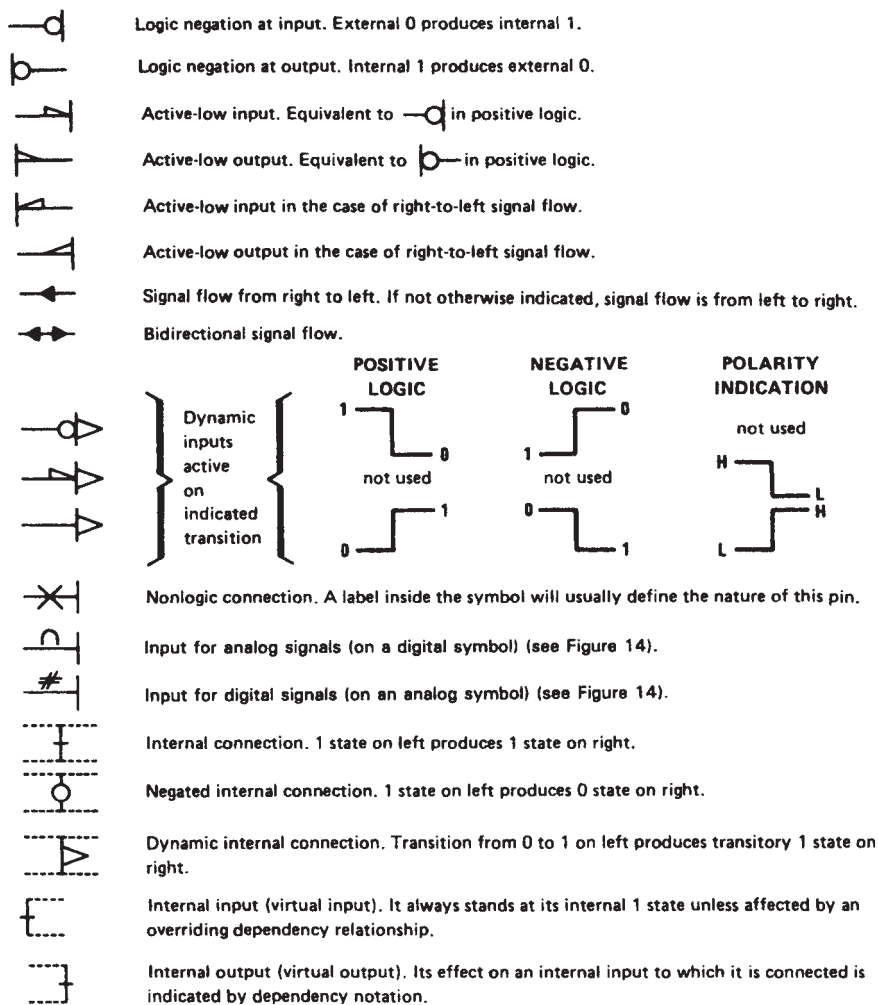 Logic negation at input. External 0 produces internal 1.
Logic negation at output. Internal 1 produces external 0.
Active-low input. Equivalent to in positive logic.
Active-low output. Equivalent to in positive logic.
Active-low input in the case of right-to-left signal flow.
Active-low output in the case of right-to-left signal flow.
Signal flow from right to left. If not otherwise indicated, signal flow is from left to right.
Bidirectional signal flow.
POSITIVE LOGIC
NEGATIVE LOGIC
POLARITY INDICATION
Dynamic
inputs
active
on
indicated
transition
1
0
not used
0
1
1
0
not used
0
1
not used
H
L
H
L
Nonlogic connection. A label inside the symbol will usually define the nature of this pin.
Input for analog signals (on a digital symbol) (see Figure 14).
Input for digital signals (on an analog symbol) (see Figure 14).
Internal connection. 1 state on left produces 1 state on right.
Negated internal connection. 1 state on left produces 0 state on right.
Dynamic internal connection. Transition from 0 to 1 on left produces transitory 1 state on
right.
Internal input (virtual input). It always stands at its internal 1 state unless affected by an
overriding dependency relationship.
Internal output (virtual output). Its effect on an internal input to which it is connected is
indicated by dependency notation.